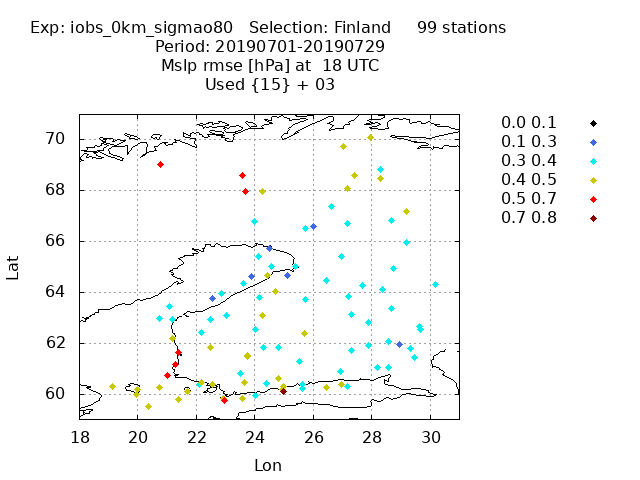 Exp: iobs_0km_sigmao80 Selection: Finland 99 stations
Period: 20190701-20190729
Mslp rmse [hPa] at 18 UTC
Used {15} + 03
0.0 0.1
0.1 0.3
0.3 0.4
0.4 0.5
0.5 0.7
0.7 0.8
Lat
70
68
66
64
62
60
18 20 22 24 26 28 30
Lon